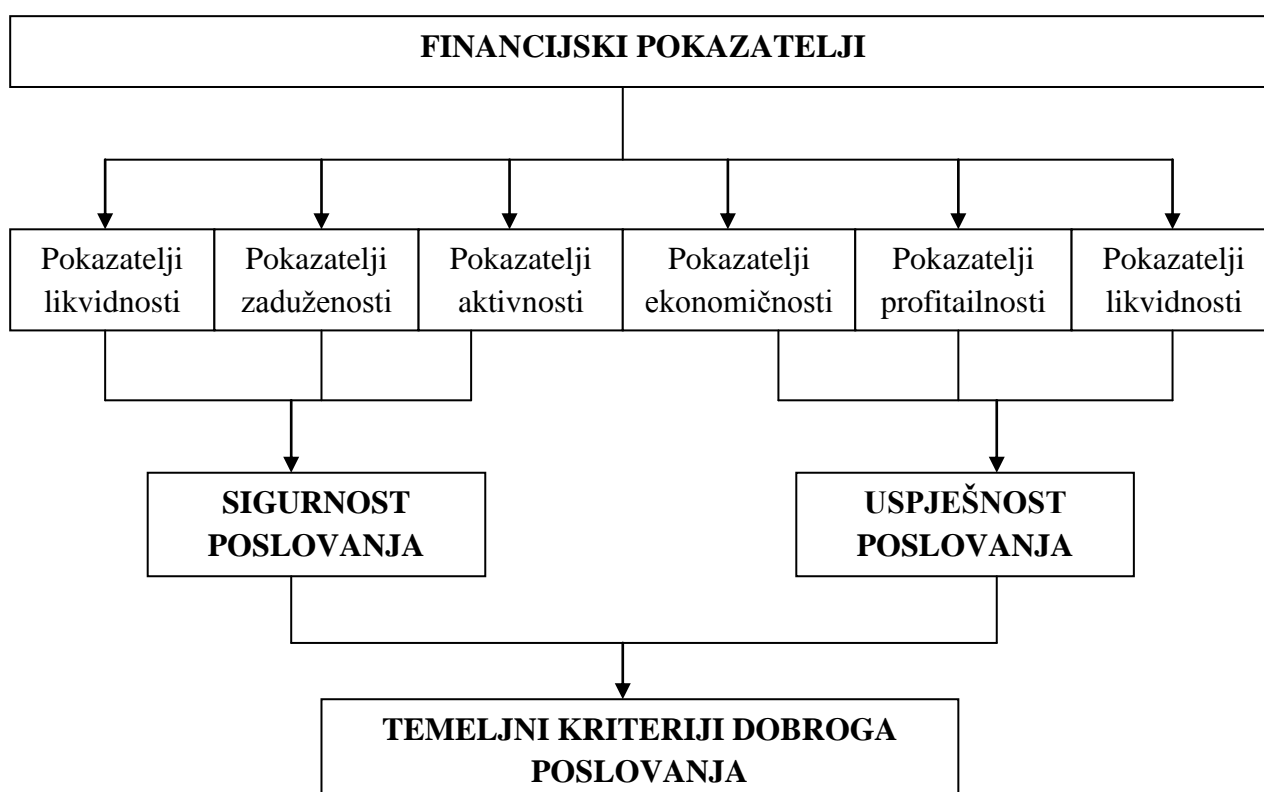 FINANCIJSKI POKAZATELJI
Pokazatelji
likvidnosti
Pokazatelji
zaduženosti
Pokazatelji
aktivnosti
Pokazatelji
ekonomičnosti
Pokazatelji
profitailnosti
Pokazatelji
likvidnosti
SIGURNOST
POSLOVANJA
USPJEŠNOST
POSLOVANJA
TEMELJNI KRITERIJI DOBROGA
POSLOVANJA